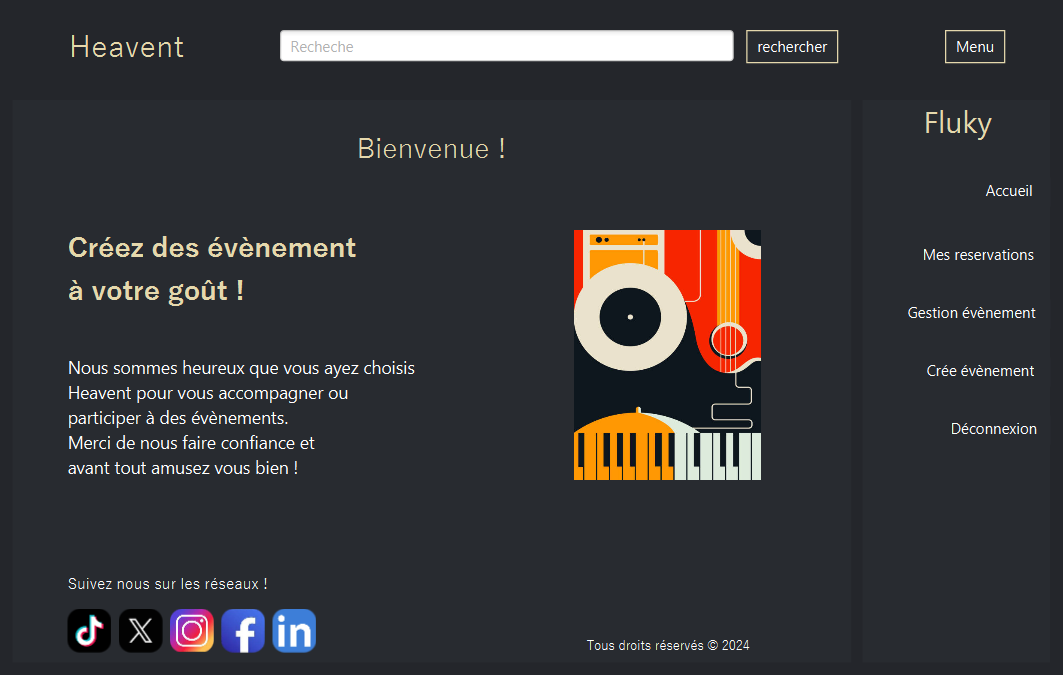 Heavent
Recheche
rechercher
Menu
Bienvenue !
Créez des évènement
à votre goût !
Nous sommes heureux que vous ayez choisis
Heavent pour vous accompagner ou
participer à des évènements.
Merci de nous faire confiance et
avant tout amusez vous bien !
Suivez nous sur les réseaux !
Tous droits réservés © 2024
Fluky
Accueil
Mes reservations
Gestion évènement
Crée évènement
Déconnexion